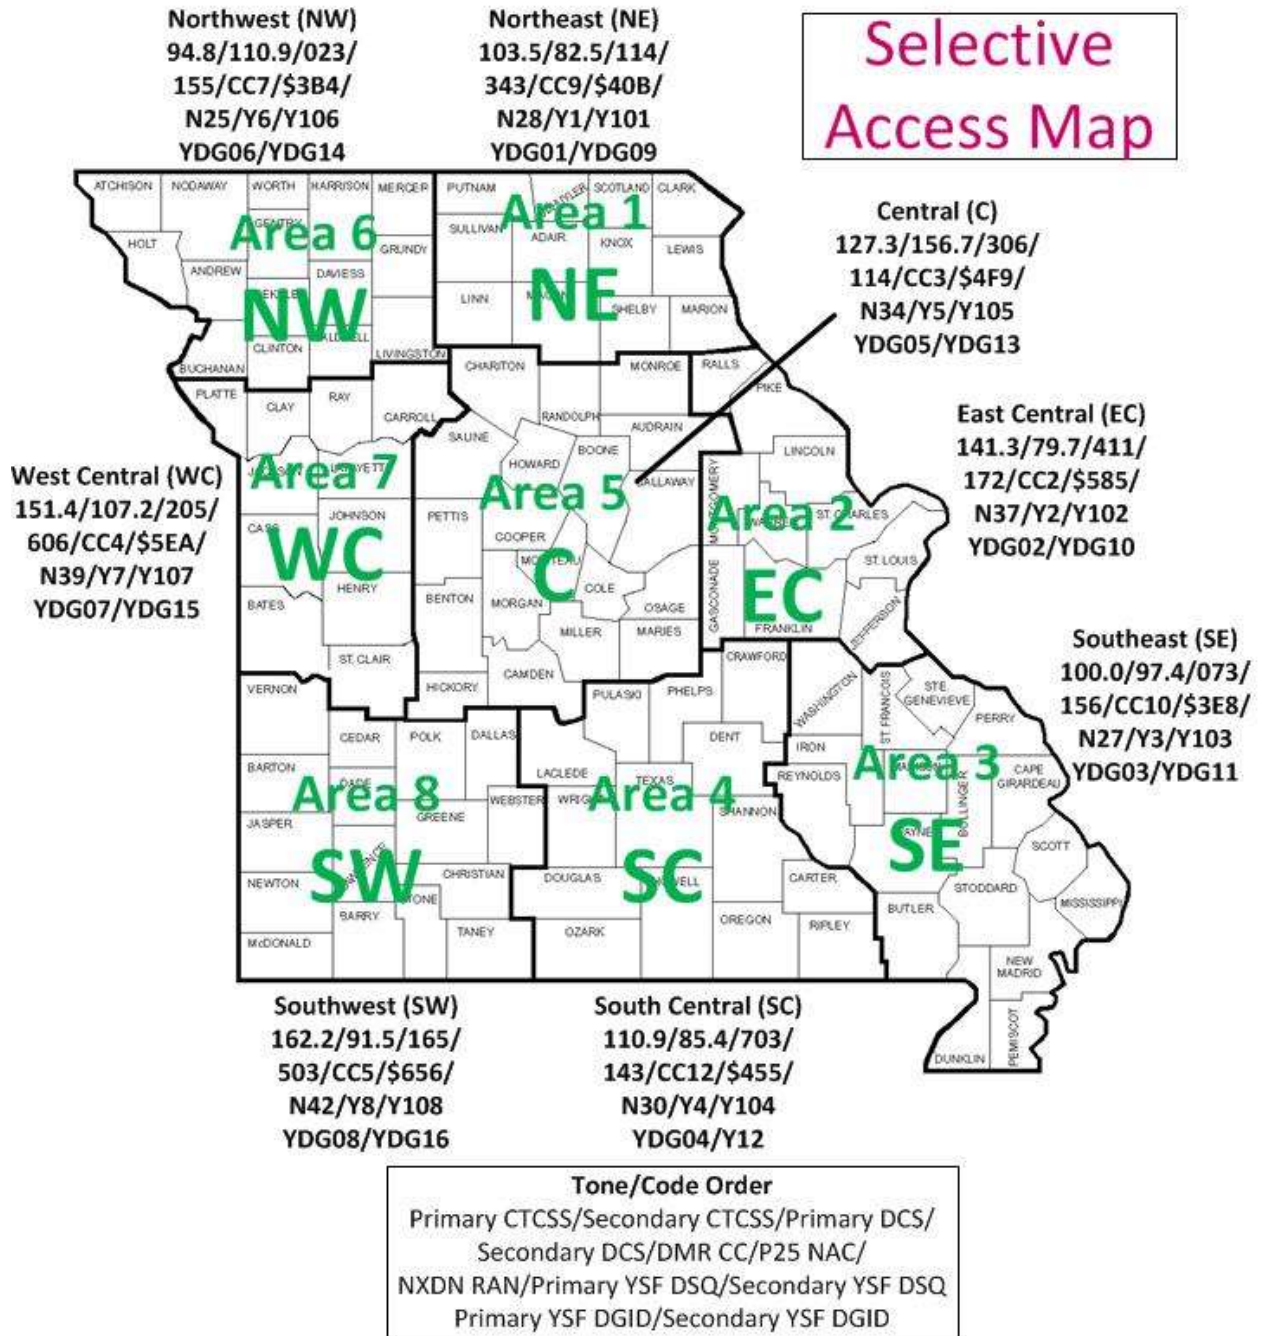 Northwest (NW)
94.8/110.9/023/
155/CC7/$3B4/
N25/Y6/Y106
YDG06/YDG14
Northeast (NE)
103.5/82.5/114/
343/CC9/$40B/
N28/Y1/Y101
YDG01/YDG09
Selective
Access Map
Central (C)
127.3/156.7/306/
114/CC3/$4F9/
N34/Y5/Y105
YDG05/YDG13
East Central (EC)
141.3/79.7/411/
172/CC2/$585/
N37/Y2/Y102
YDG02/YDG10
West Central (WC)
151.4/107.2/205/
606/CC4/$5EA/
N39/Y7/Y107
YDG07/YDG15
Southeast (SE)
100.0/97.4/073/
156/CC10/$3E8/
N27/Y3/Y103
YDG03/YDG11
Area 6
NW
ATCHISON
NODAWAY
WORTH
HARRISON
MERCER
HOLT
GRUNDY
ANDREW
DAVIESS
CLINTON
LIVINGSTON
BUCHANAN
Area 1
NE
PUTNAM
SCOTLAND
CLARK
SULLIVAN
ADAIR
KNOX
LEWIS
LINN
SHELBY
MARION
Area 7
WC
PLATTE
CLAY
RAY
CARROLL
JOHNSON
HENRY
BATES
ST. CLAIR
Area 5
C
CHARITON
MONROE
RANDOLPH
AUDRAIN
SALINE
HOWARD
BOONE
PETTIS
COOPER
COLE
BENTON
MORGAN
OSAGE
MILLER
MARIES
CAMDEN
HICKORY
Area 2
EC
RALLS
PIKE
LINCOLN
MONTGOMERY
ST. CHARLES
ST. LOUIS
GASCONADE
FRANKLIN
JEFFERSON
Area 8
SW
VERNON
CEDAR
POLK
DALLAS
BARTON
WEBSTER
JASPER
GREENE
NEWTON
CHRISTIAN
BARRY
TANEY
McDONALD
Area 4
SC
CRAWFORD
PULASKI
PHELPS
DENT
LACLEDE
TEXAS
SHANNON
DOUGLAS
CARTER
OZARK
OREGON
RIPLEY
Area 3
SE
WASHINGTON
ST FRANCOIS
STE.
GENEVIEVE
PERRY
IRON
REYNOLDS
BOLLINGER
CAPE
GIRARDEAU
SCOTT
STODDARD
BUTLER
MISSISSIPPI
NEW
MADRID
PEMISCOT
DUNKLIN
Southwest (SW)
162.2/91.5/165/
503/CC5/$656/
N42/Y8/Y108
YDG08/YDG16
South Central (SC)
110.9/85.4/703/
143/CC12/$455/
N30/Y4/Y104
YDG04/Y12
Tone/Code Order
Primary CTCSS/Secondary CTCSS/Primary DCS/
Secondary DCS/DMR CC/P25 NAC/
NXDN RAN/Primary YSF DSQ/Secondary YSF DSQ
Primary YSF DGID/Secondary YSF DGID